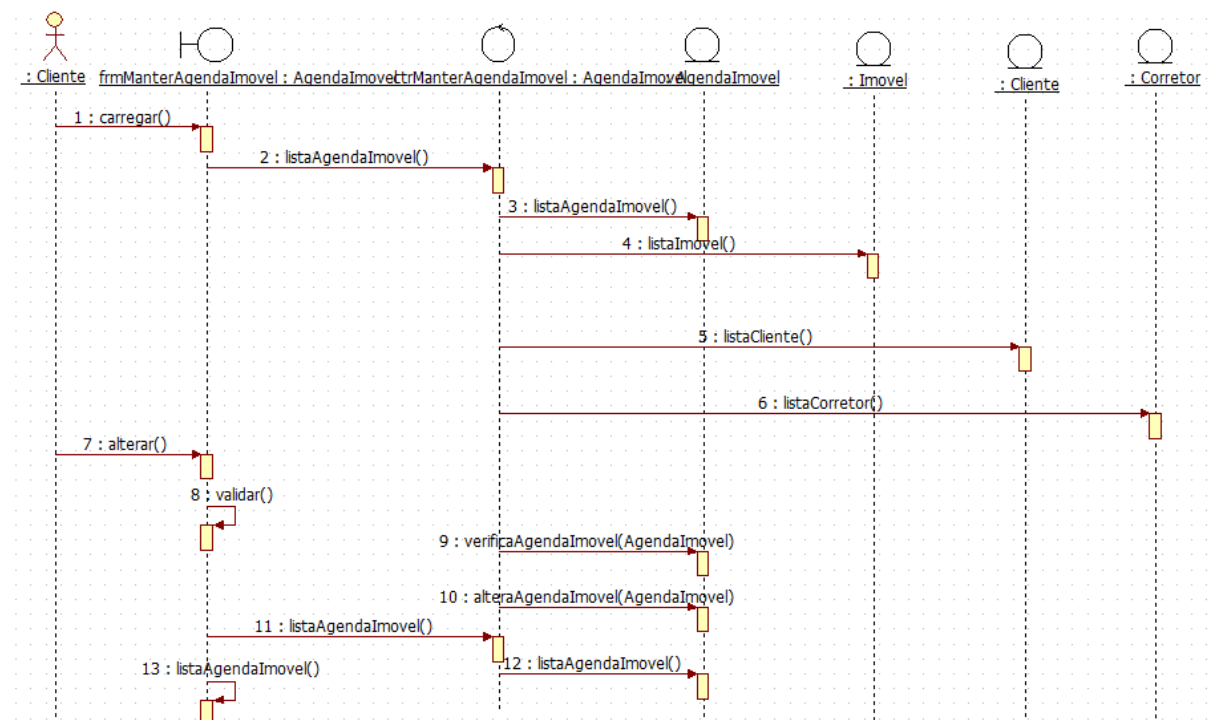 : Cliente
frmManterAgendaImovel : AgendaImovel
ctrManterAgendaImovel : AgendaImovel
: AgendaImovel
: Imovel
: Cliente
: Corretor
1 : carregar()
2 : listaAgendaImovel()
3 : listaAgendaImovel()
4 : listaImovel()
5 : listaCliente()
6 : listaCorretor()
7 : alterar()
8 : validar()
9 : verificaAgendaImovel(AgendaImovel)
10 : alteraAgendaImovel(AgendaImovel)
11 : listaAgendaImovel()
12 : listaAgendaImovel()
13 : listaAgendaImovel()